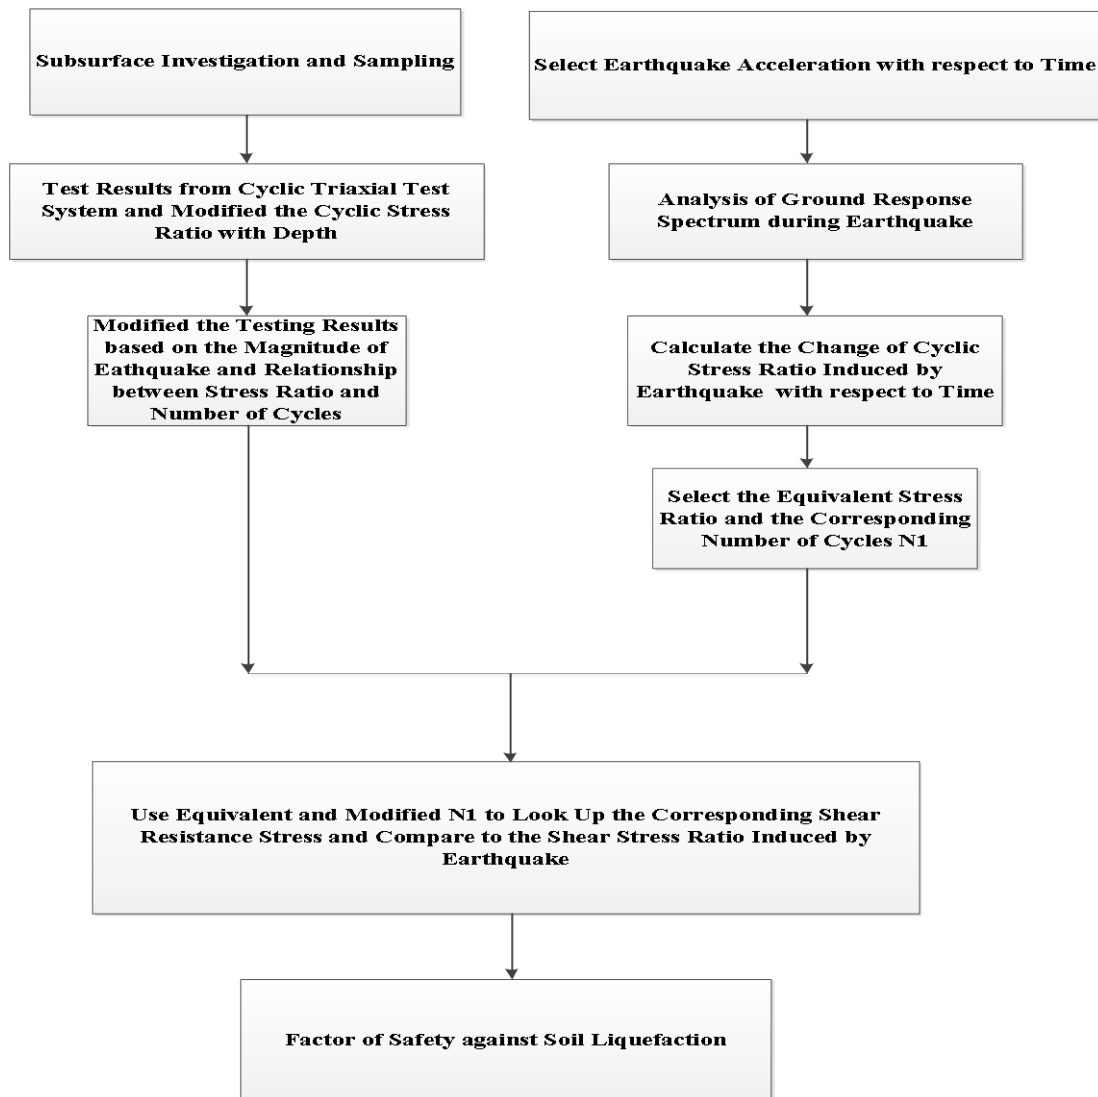 Subsurface Investigation and Sampling
Select Earthquake Acceleration with respect to Time
Test Results from Cyclic Triaxial Test
System and Modified the Cyclic Stress
Ratio with Depth
Analysis of Ground Response
Spectrum during Earthquake
Modified the Testing Results
based on the Magnitude of
Eathquake and Relationship
between Stress Ratio and
Number of Cycles
Calculate the Change of Cyclic
Stress Ratio Induced by
Earthquake with respect to Time
Select the Equivalent Stress
Ratio and the Corresponding
Number of Cycles N1
Use Equivalent and Modified N1 to Look Up the Corresponding Shear
Resistance Stress and Compare to the Shear Stress Ratio Induced by
Earthquake
Factor of Safety against Soil Liquefaction